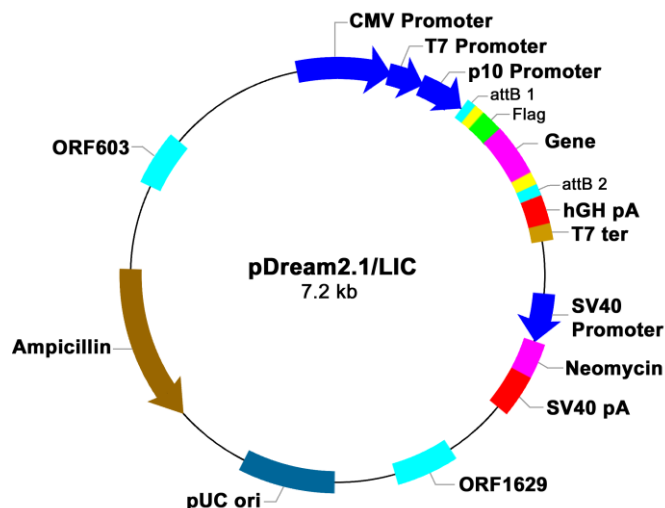 CMV Promoter
T7 Promoter
p10 Promoter
attB 1
Flag
Gene
attB 2
hGH pA
T7 ter
SV40
Promoter
Neomycin
SV40 pA
ORF1629
pUC ori
Ampicillin
ORF603
pDream2.1/LIC
7.2 kb